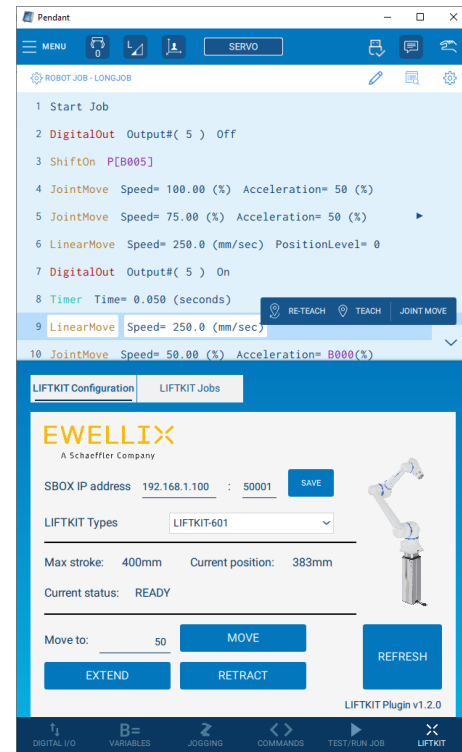 Pendant
MENU 0 SERVO
ROBOT JOB - LONGJOB
1 Start Job
2 DigitalOut Output#( 5 ) Off
3 ShiftOn P[B005]
4 JointMove Speed= 100.00 (%) Acceleration= 50 (%)
5 JointMove Speed= 75.00 (%) Acceleration= 50 (%)
6 LinearMove Speed= 250.0 (mm/sec) PositionLevel= 0
7 DigitalOut Output#( 5 ) On
8 Timer Time= 0.050 (seconds)
RE-TEACH TEACH JOINT MOVE
9 LinearMove Speed= 250.0 (mm/sec)
10 JointMove Speed= 50.00 (%) Acceleration= B000(%)
LIFTKIT Configuration LIFTKIT Jobs
EWELLIX
A Schaeffler Company
SBOX IP address 192.168.1.100 : 50001 SAVE
LIFTKIT Types LIFTKIT-601
Max stroke: 400mm Current position: 383mm
Current status: READY
Move to: 50 MOVE
EXTEND RETRACT
REFRESH
LIFTKIT Plugin v1.2.0
DIGITAL I/O B= VARIABLES JOGGING COMMANDS TEST/RUN JOB LIFTKIT